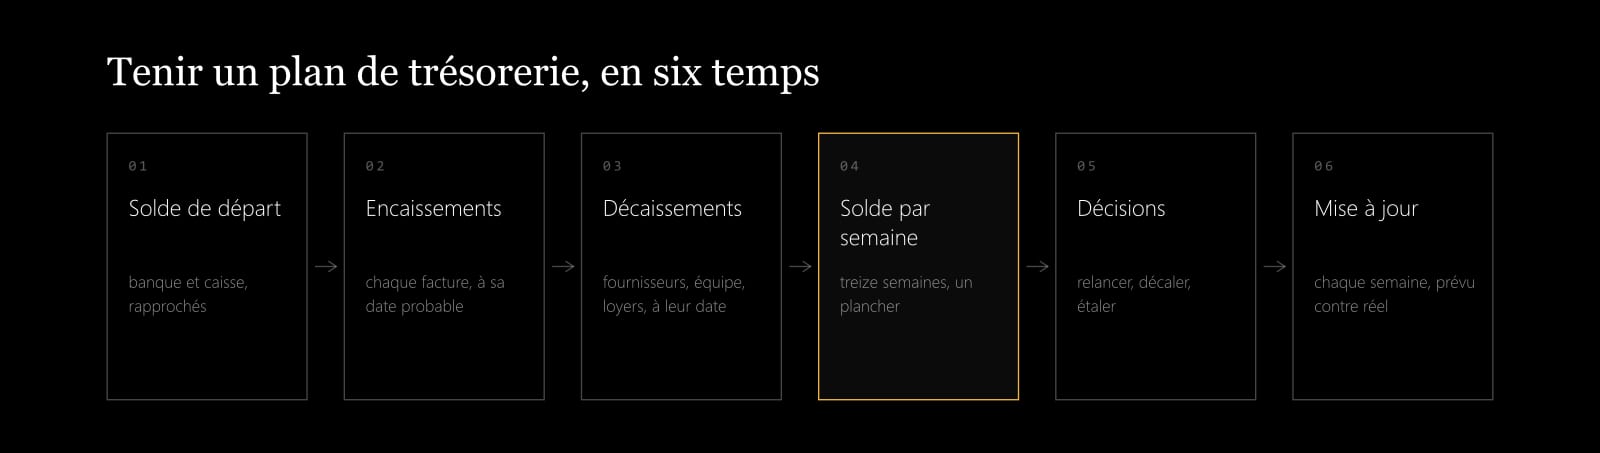 Tenir un plan de trésorerie, en six temps
01
Solde de départ
banque et caisse,
rapprochés
02
Encaissements
chaque facture, à sa
date probable
03
Décaissements
fournisseurs, équipe,
loyers, à leur date
04
Solde par
semaine
treize semaines, un
plancher
05
Décisions
relancer, décaler,
étaler
06
Mise à jour
chaque semaine, prévu
contre réel